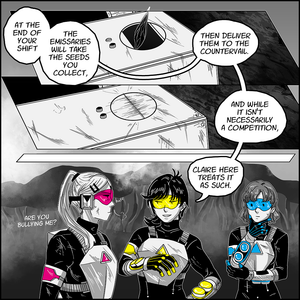 AT THE
END OF
YOUR
SHIFT
THE
EMISSARIES
WILL TAKE
THE SEEDS
YOU
COLLECT,
THEN DELIVER
THEM TO THE
COUNTERVAIL.
AND WHILE
IT ISN'T
NECESSARILY
A COMPETITION,
CLAIRE HERE
TREATS IT
AS SUCH.
ARE YOU
BULLYING ME?